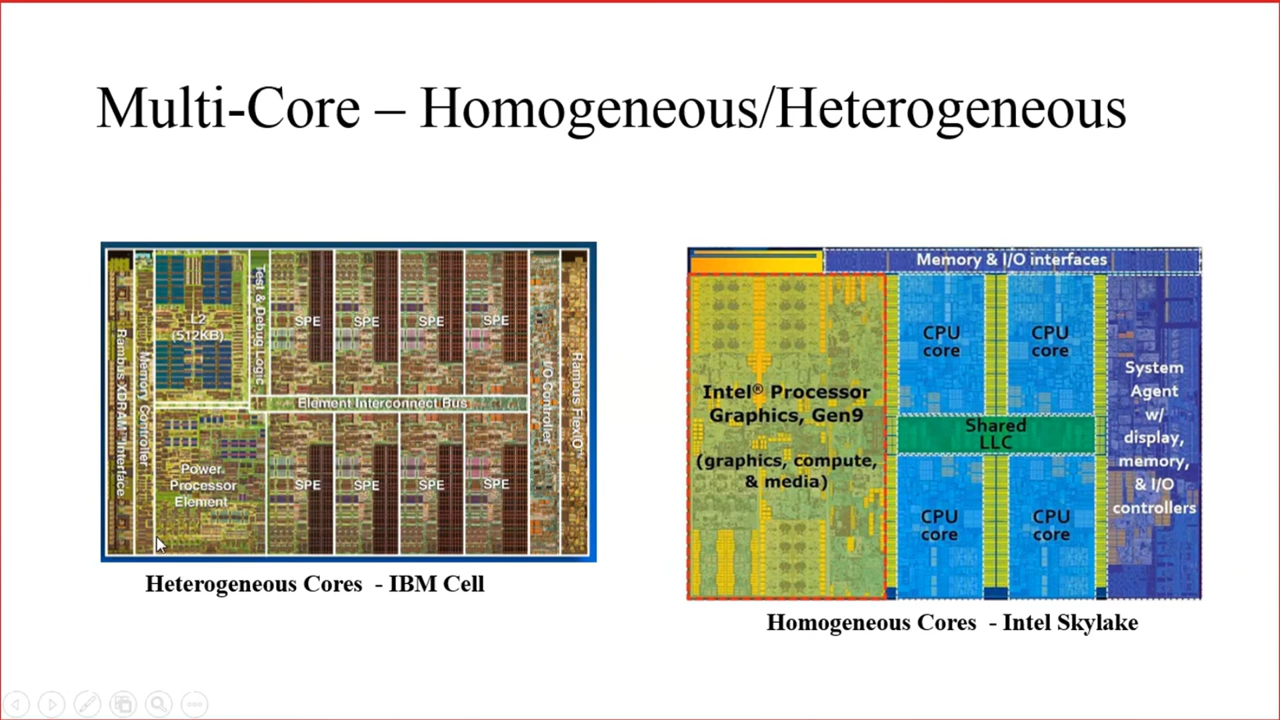 Multi-Core – Homogeneous/Heterogeneous
Rambus XDRAM™ Interface
Memory Controller
L2
(512KB)
Test & Debug Logic
SPE
SPE
SPE
SPE
Element Interconnect Bus
Power
Processor
Element
SPE
SPE
SPE
SPE
I/O Controller
Rambus FlexIO™
Heterogeneous Cores - IBM Cell
Memory & I/O interfaces
Intel® Processor
Graphics, Gen9
(graphics, compute,
& media)
CPU
core
CPU
core
Shared
LLC
CPU
core
CPU
core
System
Agent
w/
display,
memory,
& I/O
controllers
Homogeneous Cores - Intel Skylake